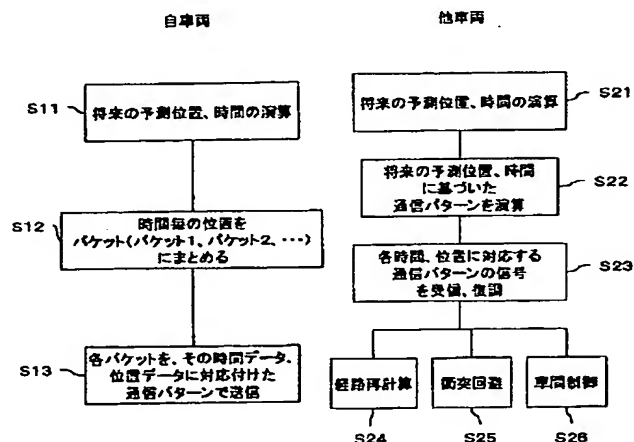 自車両
他車両
S11
将来の予測位置、時間の演算
S12
時間毎の位置を
パケット(パケット1、パケット2、・・・)
にまとめる
S13
各パケットを、その時間データ、
位置データに対応付けた
通信パターンで送信
将来の予測位置、時間の演算
S21
将来の予測位置、時間
に基づいた
通信パターンを演算
S22
各時間、位置に対応する
通信パターンの信号
を受信、復調
S23
経路再計算
衝突回避
車間制御
S24
S25
S26